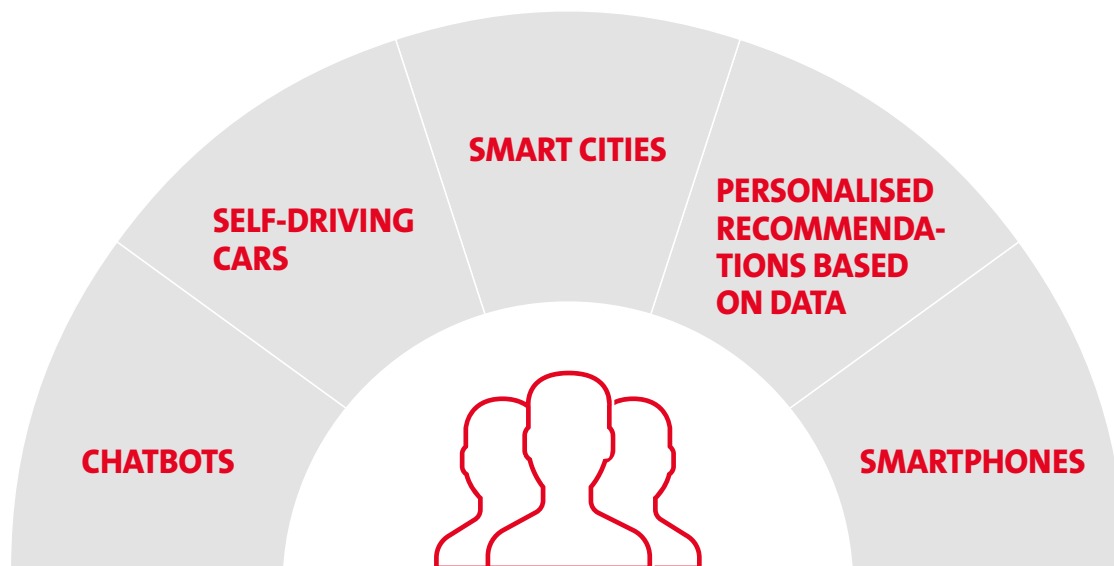 SMART CITIES
PERSONALISED
RECOMMENDA-
TIONS BASED
ON DATA
SELF-DRIVING
CARS
CHATBOTS
SMARTPHONES